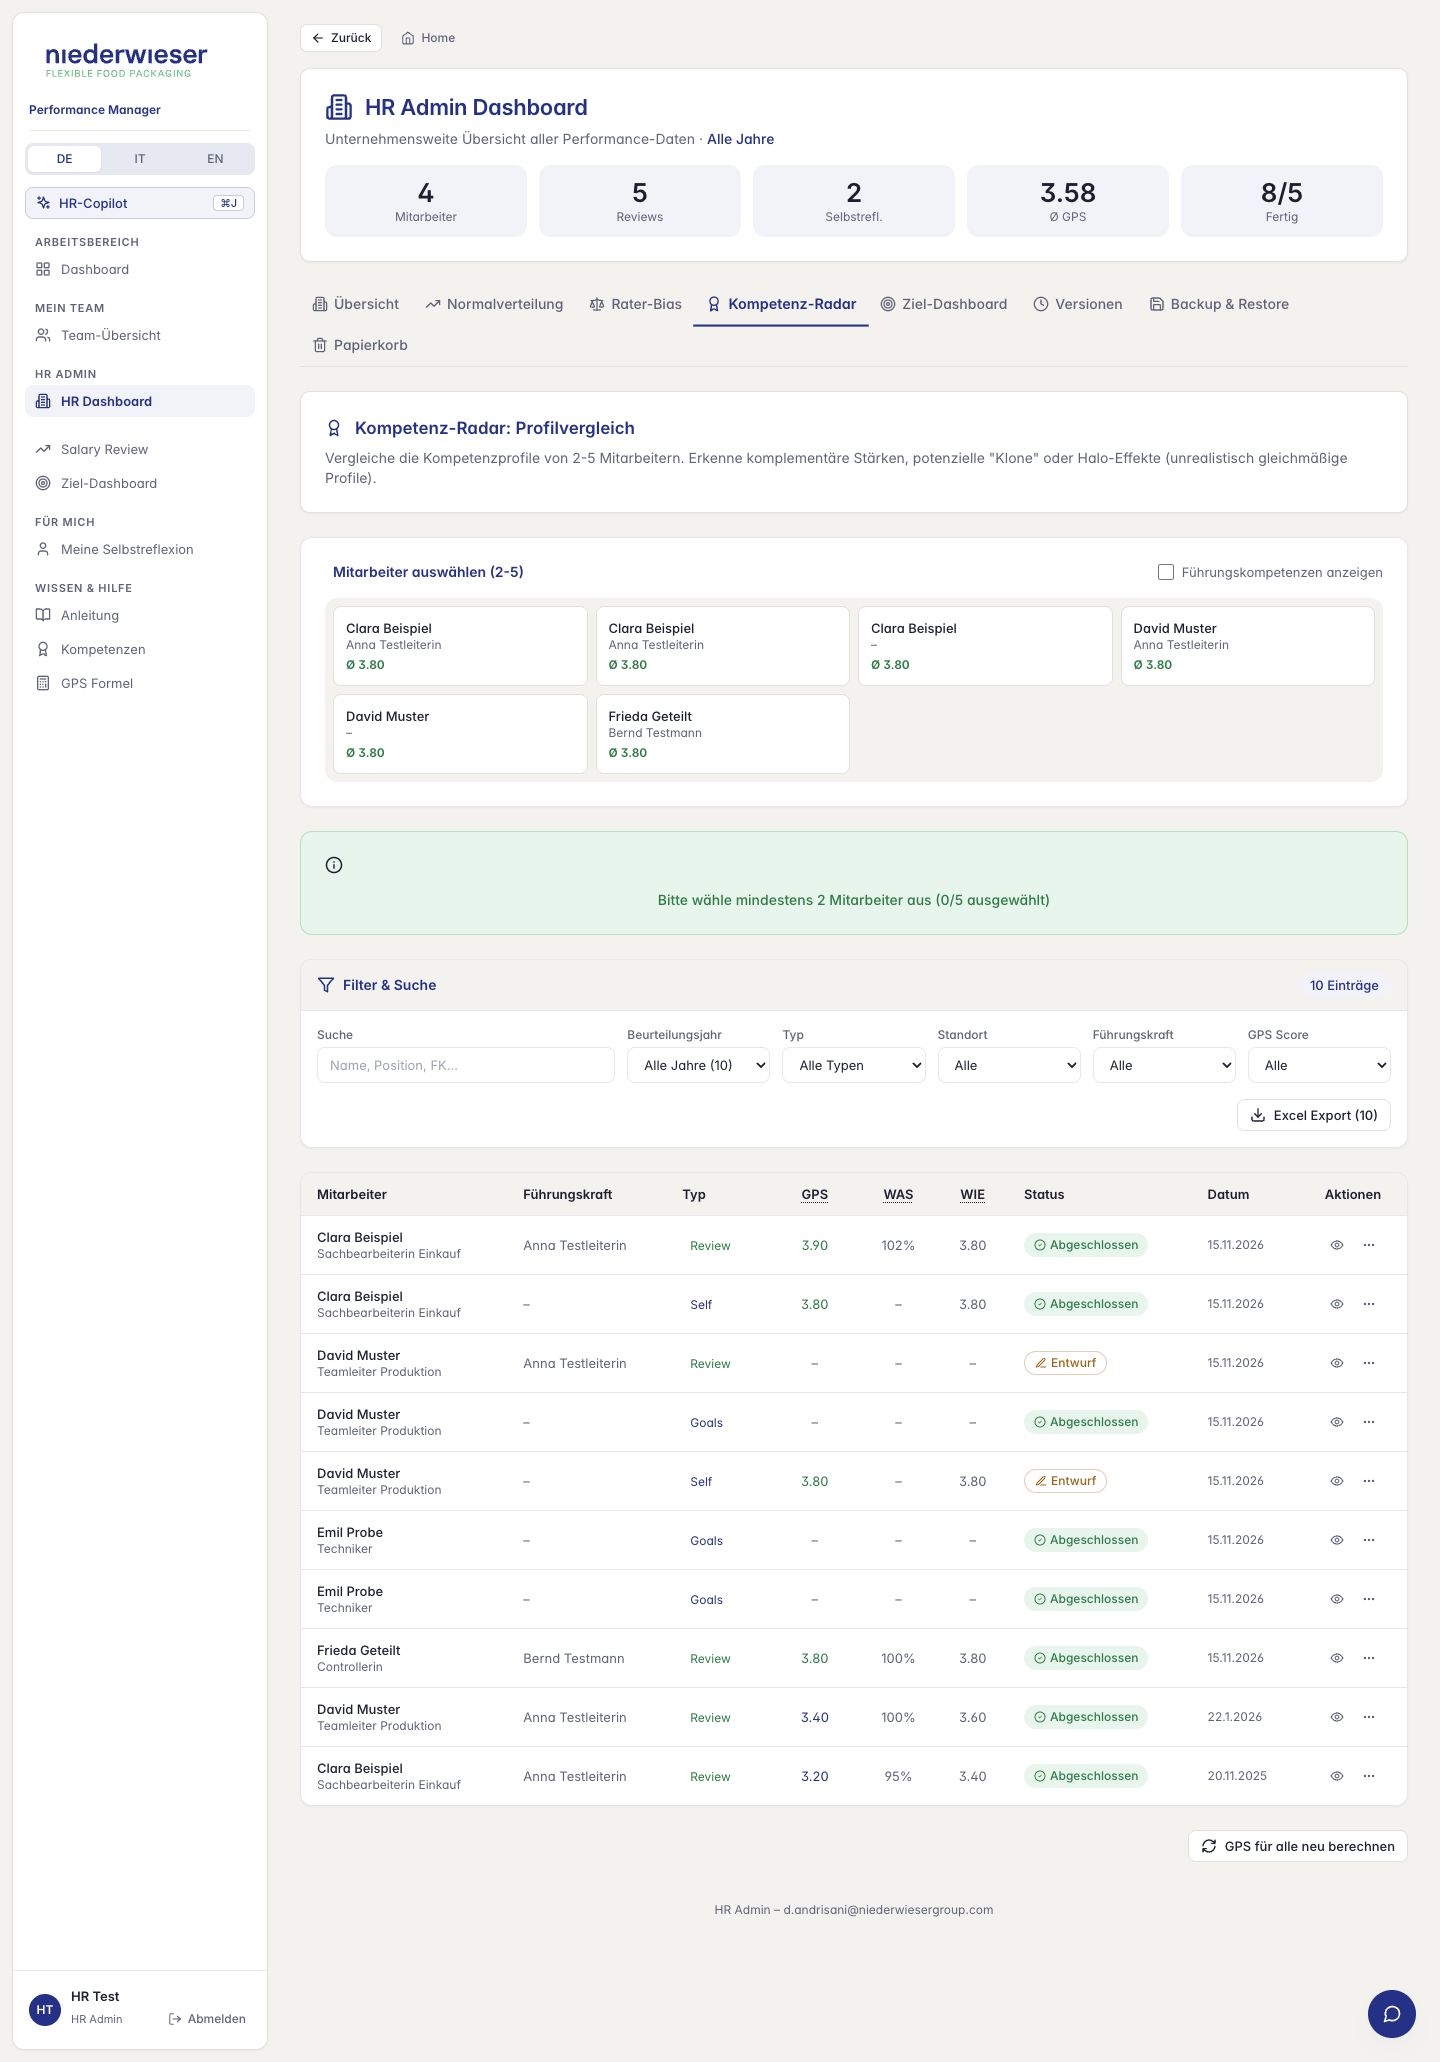 niederwieser
FLEXIBLE FOOD PACKAGING
Performance Manager
DE IT EN
HR-Copilot ⌘J
ARBEITSBEREICH
Dashboard
MEIN TEAM
Team-Übersicht
HR ADMIN
HR Dashboard
Salary Review
Ziel-Dashboard
FÜR MICH
Meine Selbstreflexion
WISSEN & HILFE
Anleitung
Kompetenzen
GPS Formel
HT
HR Test
HR Admin
Abmelden
Zurück Home
HR Admin Dashboard
Unternehmensweite Übersicht aller Performance-Daten · Alle Jahre
4 5 2 3.58 8/5
Mitarbeiter Reviews Selbstrefl. Ø GPS Fertig
Übersicht Normalverteilung Rater-Bias Kompetenz-Radar Ziel-Dashboard Versionen Backup & Restore
Papierkorb
Kompetenz-Radar: Profilvergleich
Vergleiche die Kompetenzprofile von 2-5 Mitarbeitern. Erkenne komplementäre Stärken, potenzielle "Klone" oder Halo-Effekte (unrealistisch gleichmäßige
Profile).
Mitarbeiter auswählen (2-5) Führungskompetenzen anzeigen
Clara Beispiel Clara Beispiel Clara Beispiel David Muster
Anna Testleiterin Anna Testleiterin – Anna Testleiterin
Ø 3.80 Ø 3.80 Ø 3.80 Ø 3.80
David Muster Frieda Geteilt
– Bernd Testmann
Ø 3.80 Ø 3.80
Bitte wähle mindestens 2 Mitarbeiter aus (0/5 ausgewählt)
Filter & Suche 10 Einträge
Suche Beurteilungsjahr Typ Standort Führungskraft GPS Score
Name, Position, FK... Alle Jahre (10) Alle Typen Alle Alle Alle
Excel Export (10)
Mitarbeiter Führungskraft Typ GPS WAS WIE Status Datum Aktionen
Clara Beispiel
Sachbearbeiterin Einkauf Anna Testleiterin Review 3.90 102% 3.80 Abgeschlossen 15.11.2026
Clara Beispiel
Sachbearbeiterin Einkauf – Self 3.80 – 3.80 Abgeschlossen 15.11.2026
David Muster
Teamleiter Produktion Anna Testleiterin Review – – – Entwurf 15.11.2026
David Muster
Teamleiter Produktion – Goals – – – Abgeschlossen 15.11.2026
David Muster
Teamleiter Produktion – Self 3.80 – 3.80 Entwurf 15.11.2026
Emil Probe
Techniker – Goals – – – Abgeschlossen 15.11.2026
Emil Probe
Techniker – Goals – – – Abgeschlossen 15.11.2026
Frieda Geteilt
Controllerin Bernd Testmann Review 3.80 100% 3.80 Abgeschlossen 15.11.2026
David Muster
Teamleiter Produktion Anna Testleiterin Review 3.40 100% 3.60 Abgeschlossen 22.1.2026
Clara Beispiel
Sachbearbeiterin Einkauf Anna Testleiterin Review 3.20 95% 3.40 Abgeschlossen 20.11.2025
GPS für alle neu berechnen
HR Admin – d.andrisani@niederwiesergroup.com